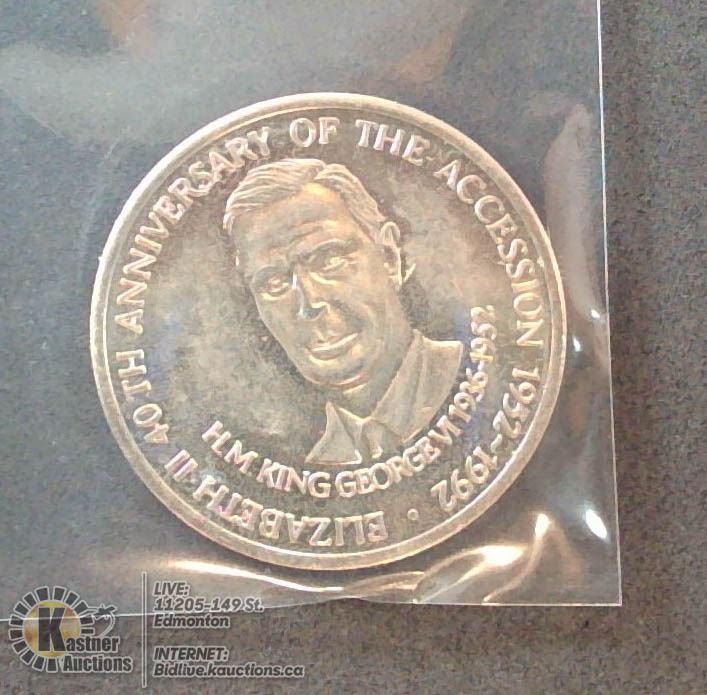 ELIZABETH II 40TH ANNIVERSARY OF THE ACCESSION 1952-1992 ·
H.M KING GEORGE VI 1936-1952
Kastner
Auctions
LIVE:
11205-149 St.
Edmonton
INTERNET:
Bidlive.kauctions.ca